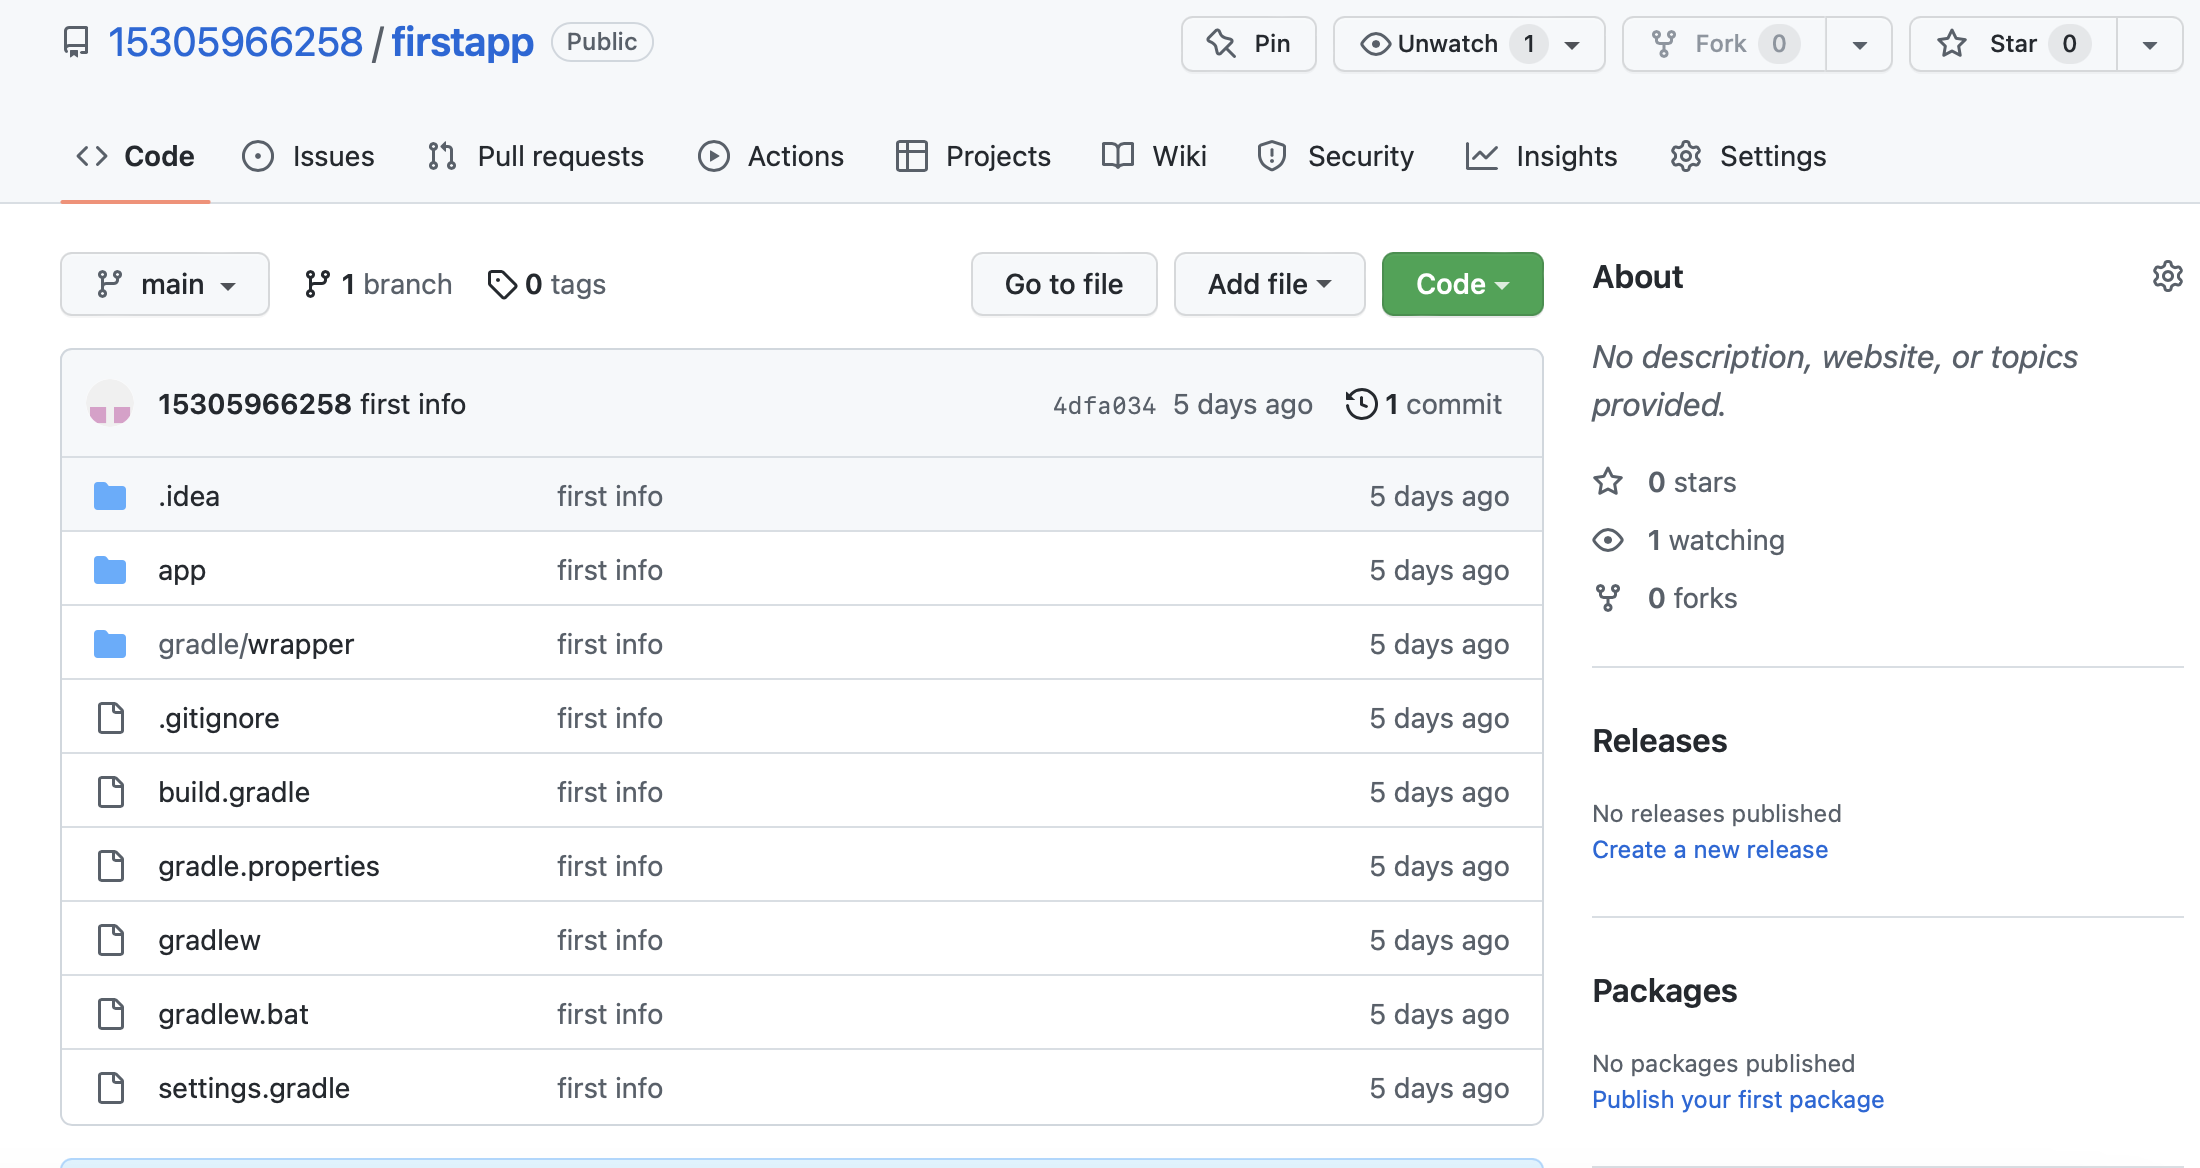 15305966258 / firstapp Public
Pin
Unwatch 1
Fork 0
Star 0
Code Issues Pull requests Actions Projects Wiki Security Insights Settings
main 1 branch 0 tags Go to file Add file Code
15305966258 first info 4dfa034 5 days ago 1 commit
.idea first info 5 days ago
app first info 5 days ago
gradle/wrapper first info 5 days ago
.gitignore first info 5 days ago
build.gradle first info 5 days ago
gradle.properties first info 5 days ago
gradlew first info 5 days ago
gradlew.bat first info 5 days ago
settings.gradle first info 5 days ago
About
No description, website, or topics
provided.
0 stars
1 watching
0 forks
Releases
No releases published
Create a new release
Packages
No packages published
Publish your first package